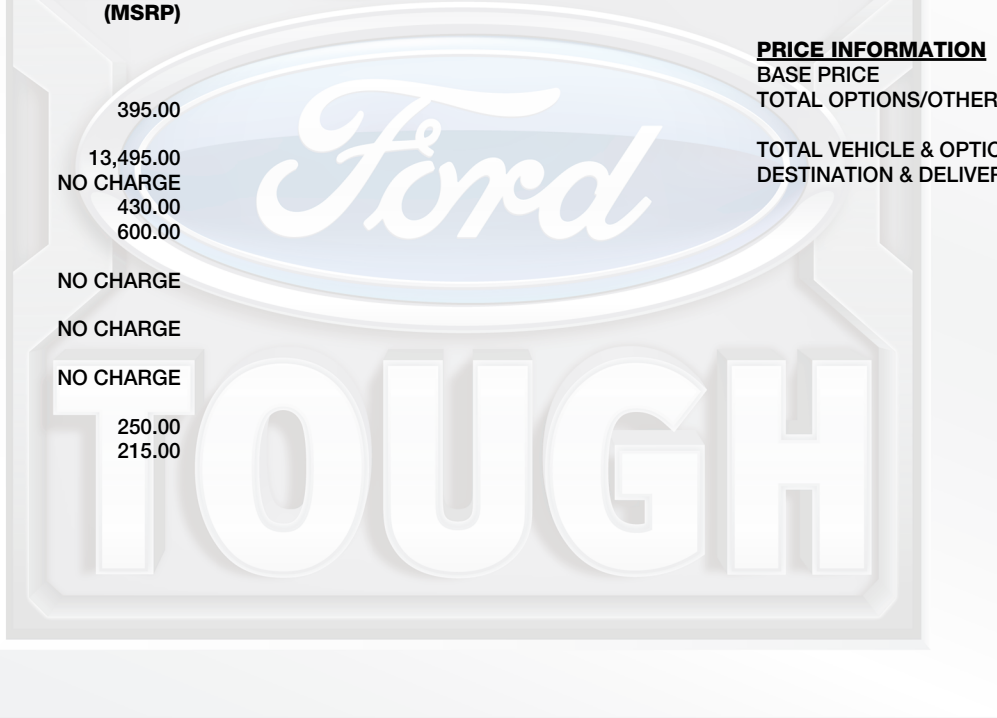 (MSRP)
395.00
13,495.00
NO CHARGE
430.00
600.00
NO CHARGE
NO CHARGE
NO CHARGE
250.00
215.00
PRICE INFORMATION
BASE PRICE
TOTAL OPTIONS/OTHER
TOTAL VEHICLE & OPTIO
DESTINATION & DELIVER
Ford
TOUGH